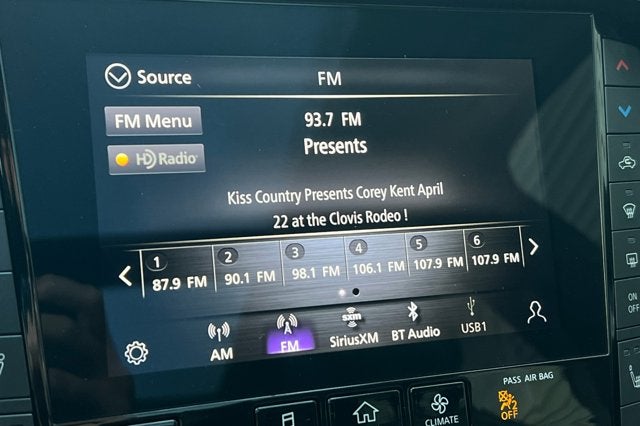 Source
FM
FM Menu
93.7 FM
HD Radio
Presents
Kiss Country Presents Corey Kent April
22 at the Clovis Rodeo !
1 2 3 4 5 6
87.9 FM 90.1 FM 98.1 FM 106.1 FM 107.9 FM 107.9 FM
AM FM SiriusXM BT Audio USB1
sxm
ON
OFF
PASS AIR BAG
2
OFF
CLIMATE